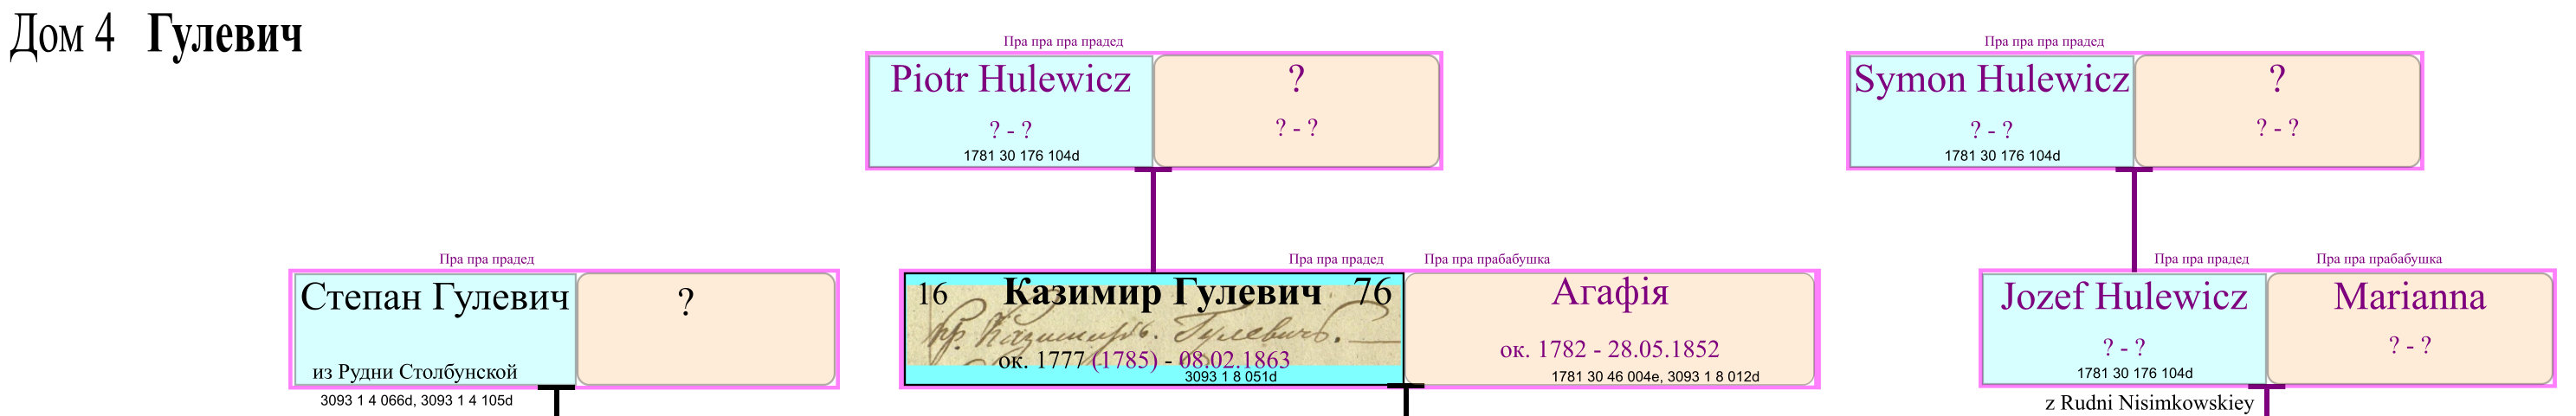 Дом 4 Гулевич
Пра пра пра прадед
Piotr Hulewicz
? - ?
1781 30 176 104d
?
? - ?
Пра пра пра прадед
Symon Hulewicz
? - ?
1781 30 176 104d
?
? - ?
Пра пра прадед
Степан Гулевич
из Рудни Столбунской
3093 1 4 066d, 3093 1 4 105d
?
Пра пра прадед
16 Казимир Гулевич 76
кр. Казимиръ. Гулевичъ.
ок. 1777 (1785) - 08.02.1863
3093 1 8 051d
Пра пра прабабушка
Агафія
ок. 1782 - 28.05.1852
1781 30 46 004e, 3093 1 8 012d
Пра пра прадед
Jozef Hulewicz
? - ?
1781 30 176 104d
z Rudni Nisimkowskiey
Пра пра прабабушка
Marianna
? - ?